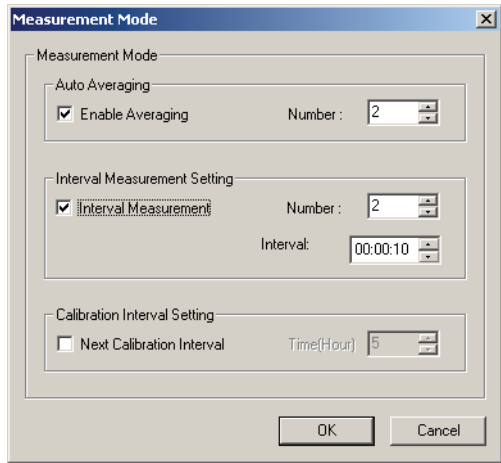 Measurement Mode
Measurement Mode
Auto Averaging
Enable Averaging Number : 2
Interval Measurement Setting
Interval Measurement Number : 2
Interval: 00:00:10
Calibration Interval Setting
Next Calibration Interval Time(Hour) 5
OK Cancel